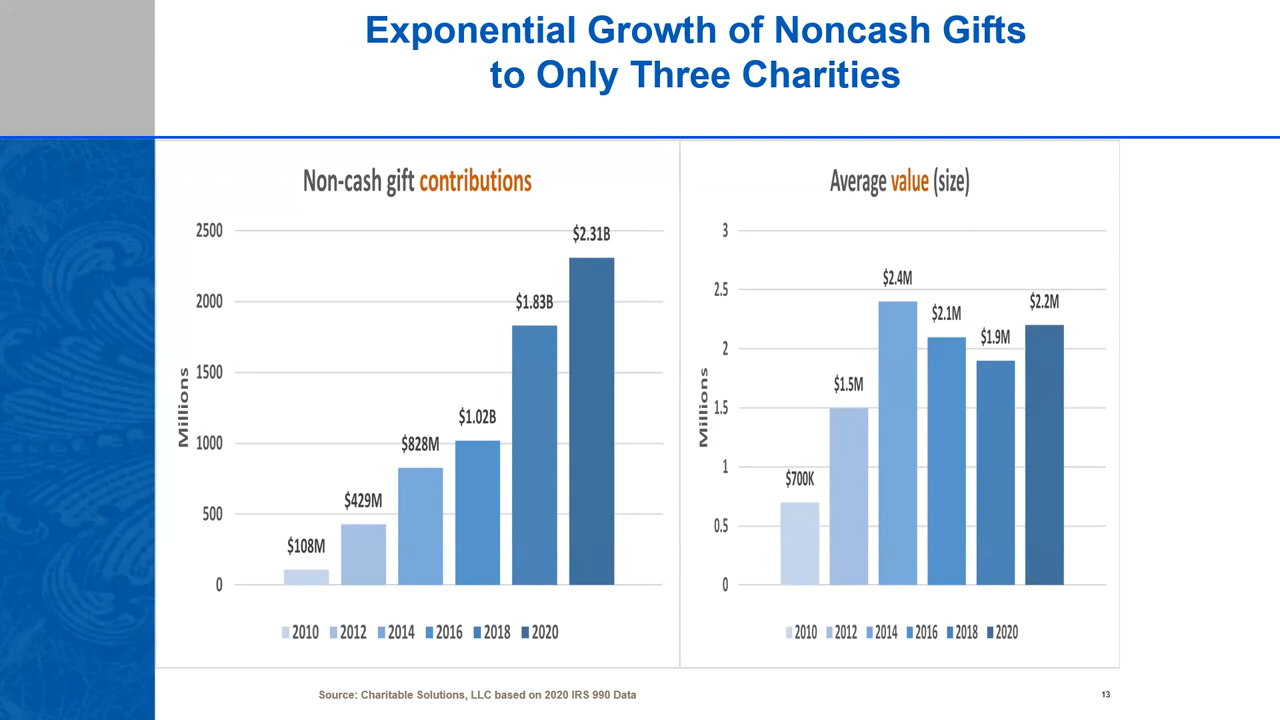 Exponential Growth of Noncash Gifts
to Only Three Charities
Non-cash gift contributions
Millions
2500
2000
1500
1000
500
0
$108M
$429M
$828M
$1.02B
$1.83B
$2.31B
2010 2012 2014 2016 2018 2020
Average value (size)
Millions
3
2.5
2
1.5
1
0.5
0
$700K
$1.5M
$2.4M
$2.1M
$1.9M
$2.2M
2010 2012 2014 2016 2018 2020
Source: Charitable Solutions, LLC based on 2020 IRS 990 Data
13